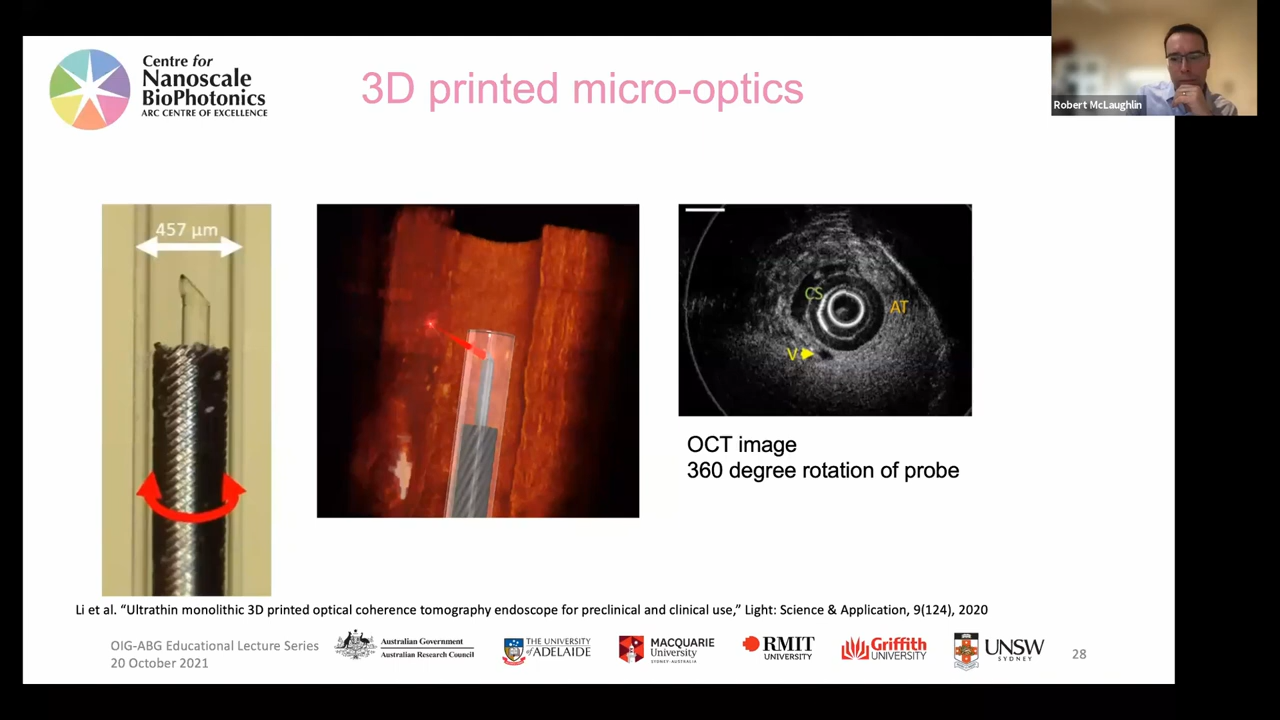 Centre for
Nanoscale
BioPhotonics
ARC CENTRE OF EXCELLENCE
3D printed micro-optics
Robert McLaughlin
457 µm
CS
AT
V
OCT image
360 degree rotation of probe
Li et al. “Ultrathin monolithic 3D printed optical coherence tomography endoscope for preclinical and clinical use,” Light: Science & Application, 9(124), 2020
OIG-ABG Educational Lecture Series
20 October 2021
Australian Government
Australian Research Council
THE UNIVERSITY
of ADELAIDE
MACQUARIE
University
SYDNEY·AUSTRALIA
RMIT
UNIVERSITY
Griffith
UNIVERSITY
UNSW
SYDNEY
28